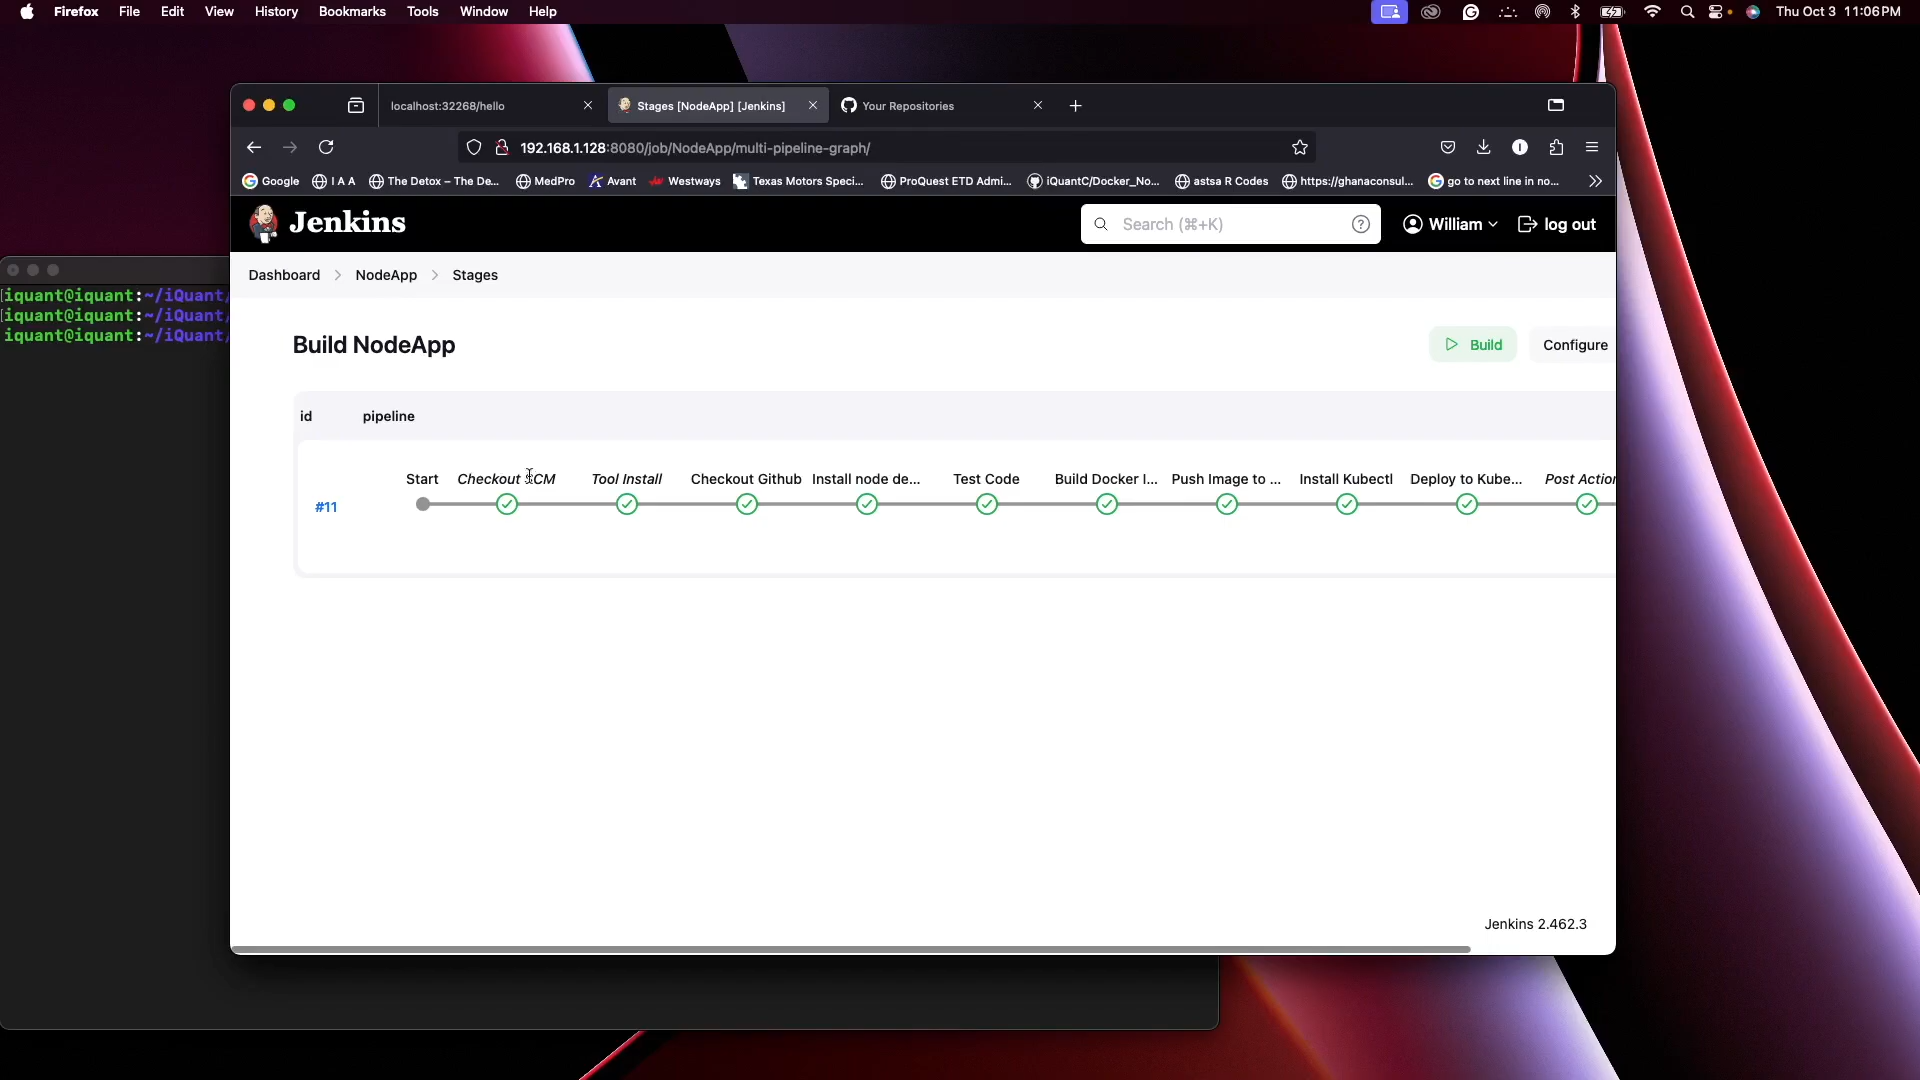 Firefox File Edit View History Bookmarks Tools Window Help Thu Oct 3 11:06PM
localhost:32268/hello Stages [NodeApp] [Jenkins] Your Repositories
192.168.1.128:8080/job/NodeApp/multi-pipeline-graph/
Google I A A The Detox – The De... MedPro Avant Westways Texas Motors Speci... ProQuest ETD Admi... iQuantC/Docker_No... astsa R Codes https://ghanaconsul... go to next line in no...
Jenkins Search (⌘+K) William log out
Dashboard NodeApp Stages
[iquant@iquant:~/iQuant/
[iquant@iquant:~/iQuant/
iquant@iquant:~/iQuant/
Build NodeApp Build Configure
id pipeline
Start Checkout SCM Tool Install Checkout Github Install node de... Test Code Build Docker I... Push Image to ... Install Kubectl Deploy to Kube... Post Action
#11
Jenkins 2.462.3